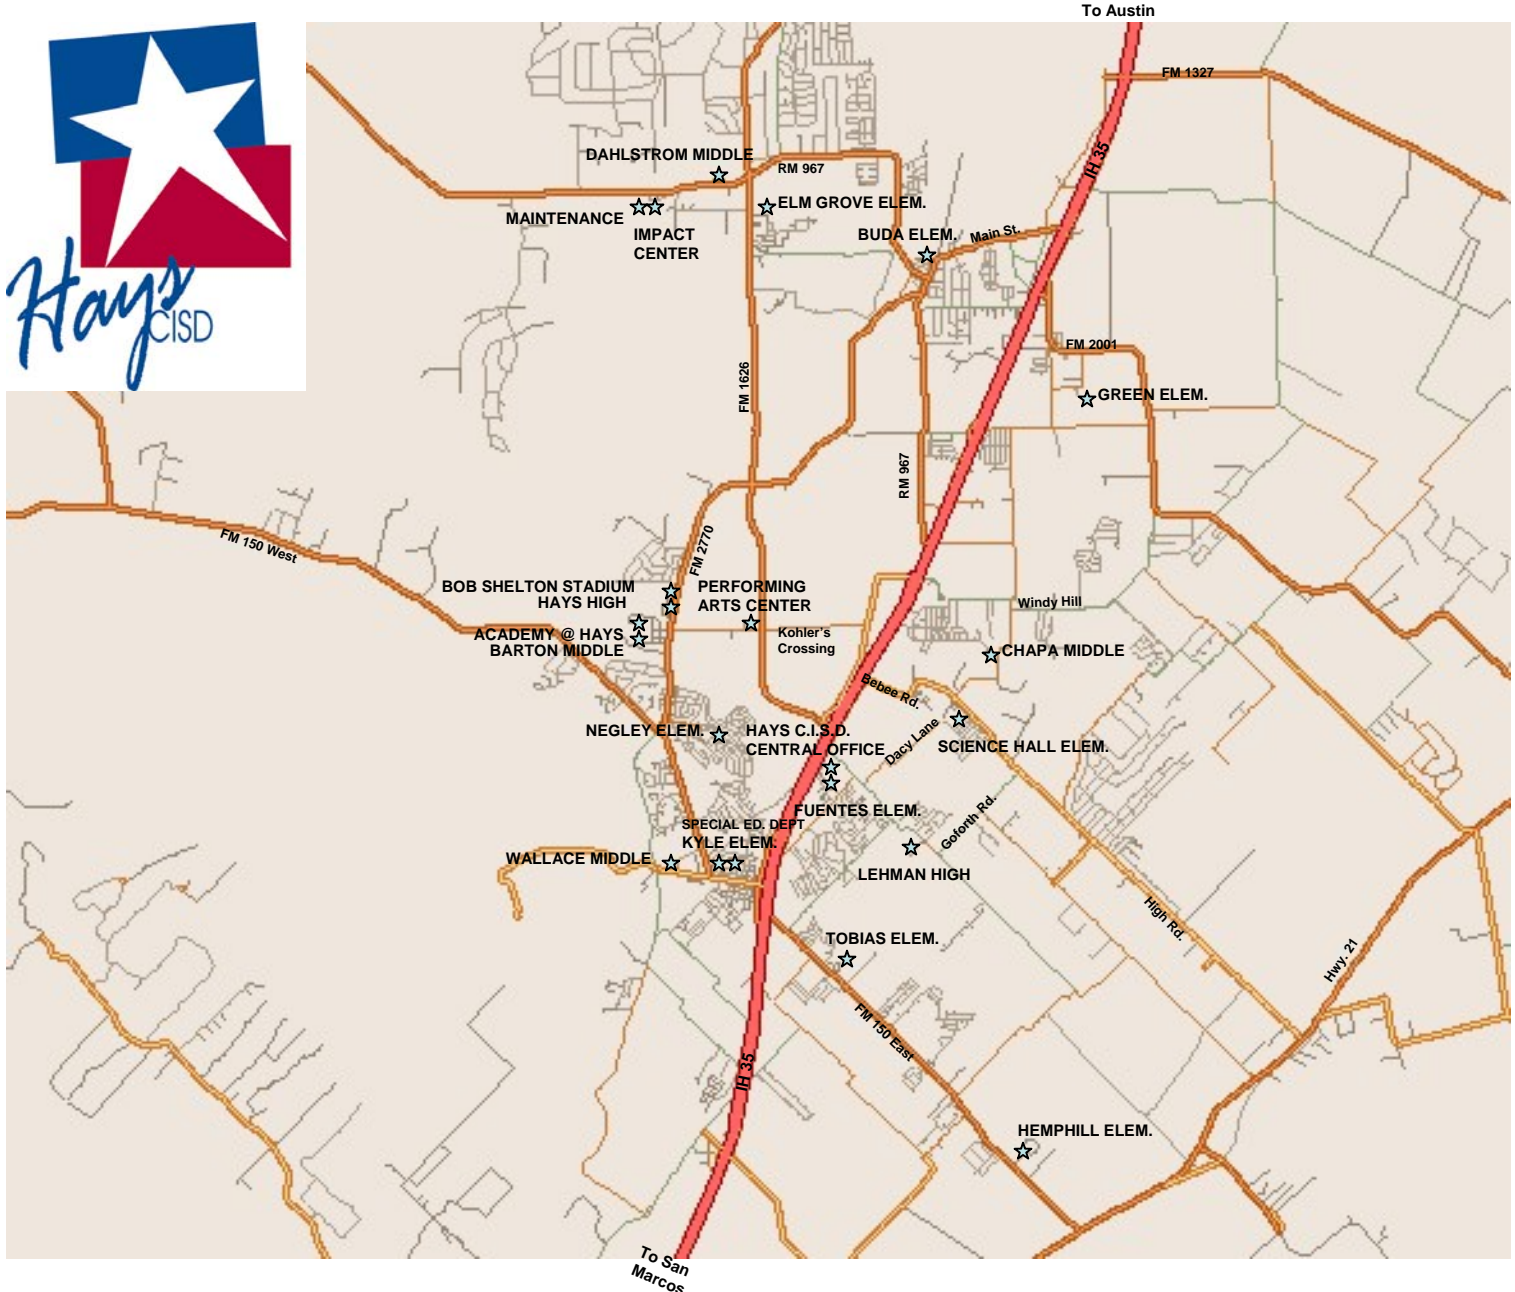 To Austin
Hays
CISD
FM 1327
IH 35
DAHLSTROM MIDDLE
RM 967
MAINTENANCE
IMPACT
CENTER
ELM GROVE ELEM.
BUDA ELEM.
Main St.
FM 1626
FM 2001
GREEN ELEM.
RM 967
FM 150 West
FM 2770
BOB SHELTON STADIUM
HAYS HIGH
PERFORMING
ARTS CENTER
Windy Hill
ACADEMY @ HAYS
BARTON MIDDLE
Kohler's
Crossing
CHAPA MIDDLE
Bebee Rd.
NEGLEY ELEM.
HAYS C.I.S.D.
CENTRAL OFFICE
Dacy Lane
SCIENCE HALL ELEM.
FUENTES ELEM.
Goforth Rd.
SPECIAL ED. DEPT
KYLE ELEM.
WALLACE MIDDLE
LEHMAN HIGH
High Rd.
TOBIAS ELEM.
Hwy. 21
FM 150 East
IH 35
HEMPHILL ELEM.
To San
Marcos